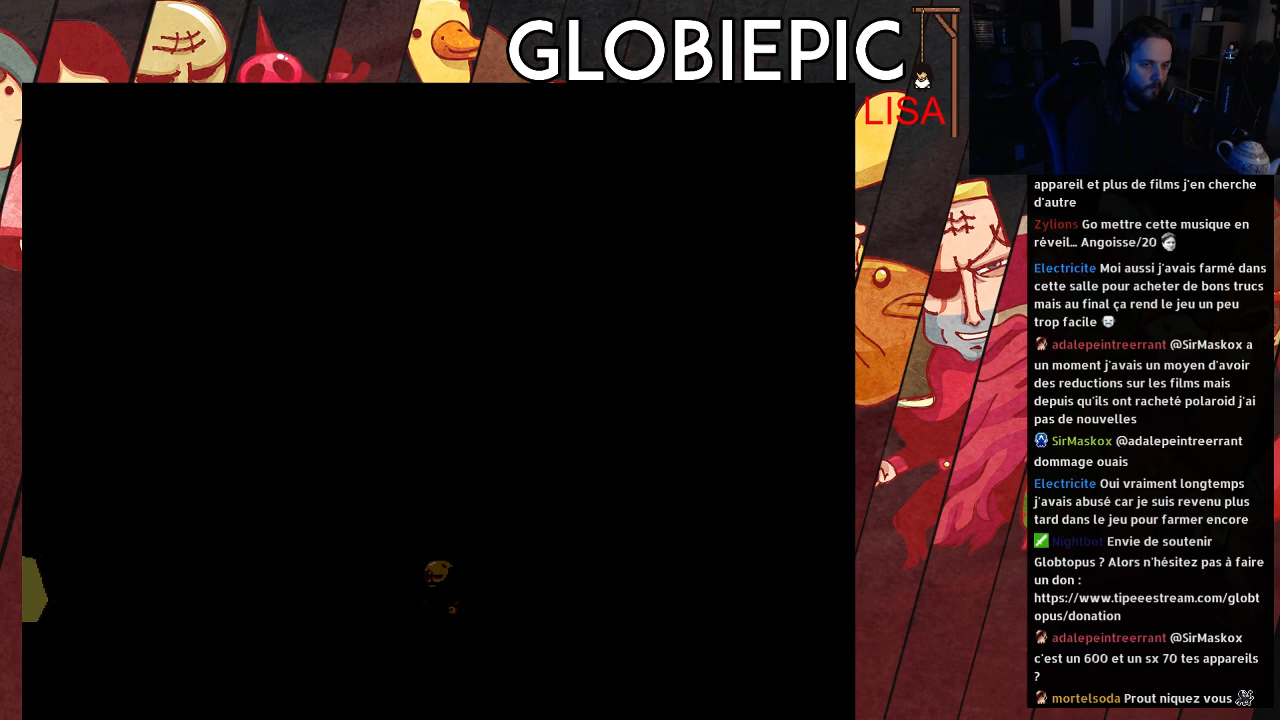 GLOBIEPIC
LISA
appareil et plus de films j'en cherche
d'autre
Zylions Go mettre cette musique en
réveil... Angoisse/20
Electricite Moi aussi j'avais farmé dans
cette salle pour acheter de bons trucs
mais au final ça rend le jeu un peu
trop facile
adalepeintreerrant @SirMaskox a
un moment j'avais un moyen d'avoir
des reductions sur les films mais
depuis qu'ils ont racheté polaroid j'ai
pas de nouvelles
SirMaskox @adalepeintreerrant
dommage ouais
Electricite Oui vraiment longtemps
j'avais abusé car je suis revenu plus
tard dans le jeu pour farmer encore
Nightbot Envie de soutenir
Globtopus ? Alors n'hésitez pas à faire
un don :
https://www.tipeeestream.com/globt
opus/donation
adalepeintreerrant @SirMaskox
c'est un 600 et un sx 70 tes appareils
?
mortelsoda Prout niquez vous